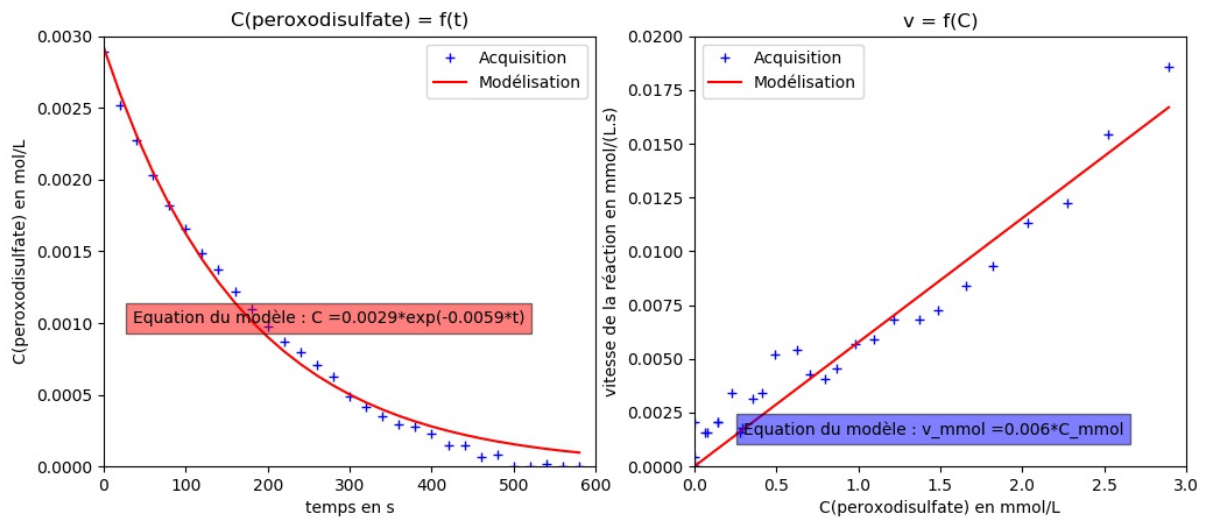 C(peroxodisulfate) = f(t)
0.0030
0.0025
0.0020
0.0015
0.0010
0.0005
0.0000
C(peroxodisulfate) en mol/L
Acquisition
Modélisation
Equation du modèle : C =0.0029*exp(-0.0059*t)
0
100
200
300
400
500
600
temps en s
v = f(C)
0.0200
0.0175
0.0150
0.0125
0.0100
0.0075
0.0050
0.0025
0.0000
vitesse de la réaction en mmol/(L.s)
Acquisition
Modélisation
Equation du modèle : v_mmol =0.006*C_mmol
0.0
0.5
1.0
1.5
2.0
2.5
3.0
C(peroxodisulfate) en mmol/L